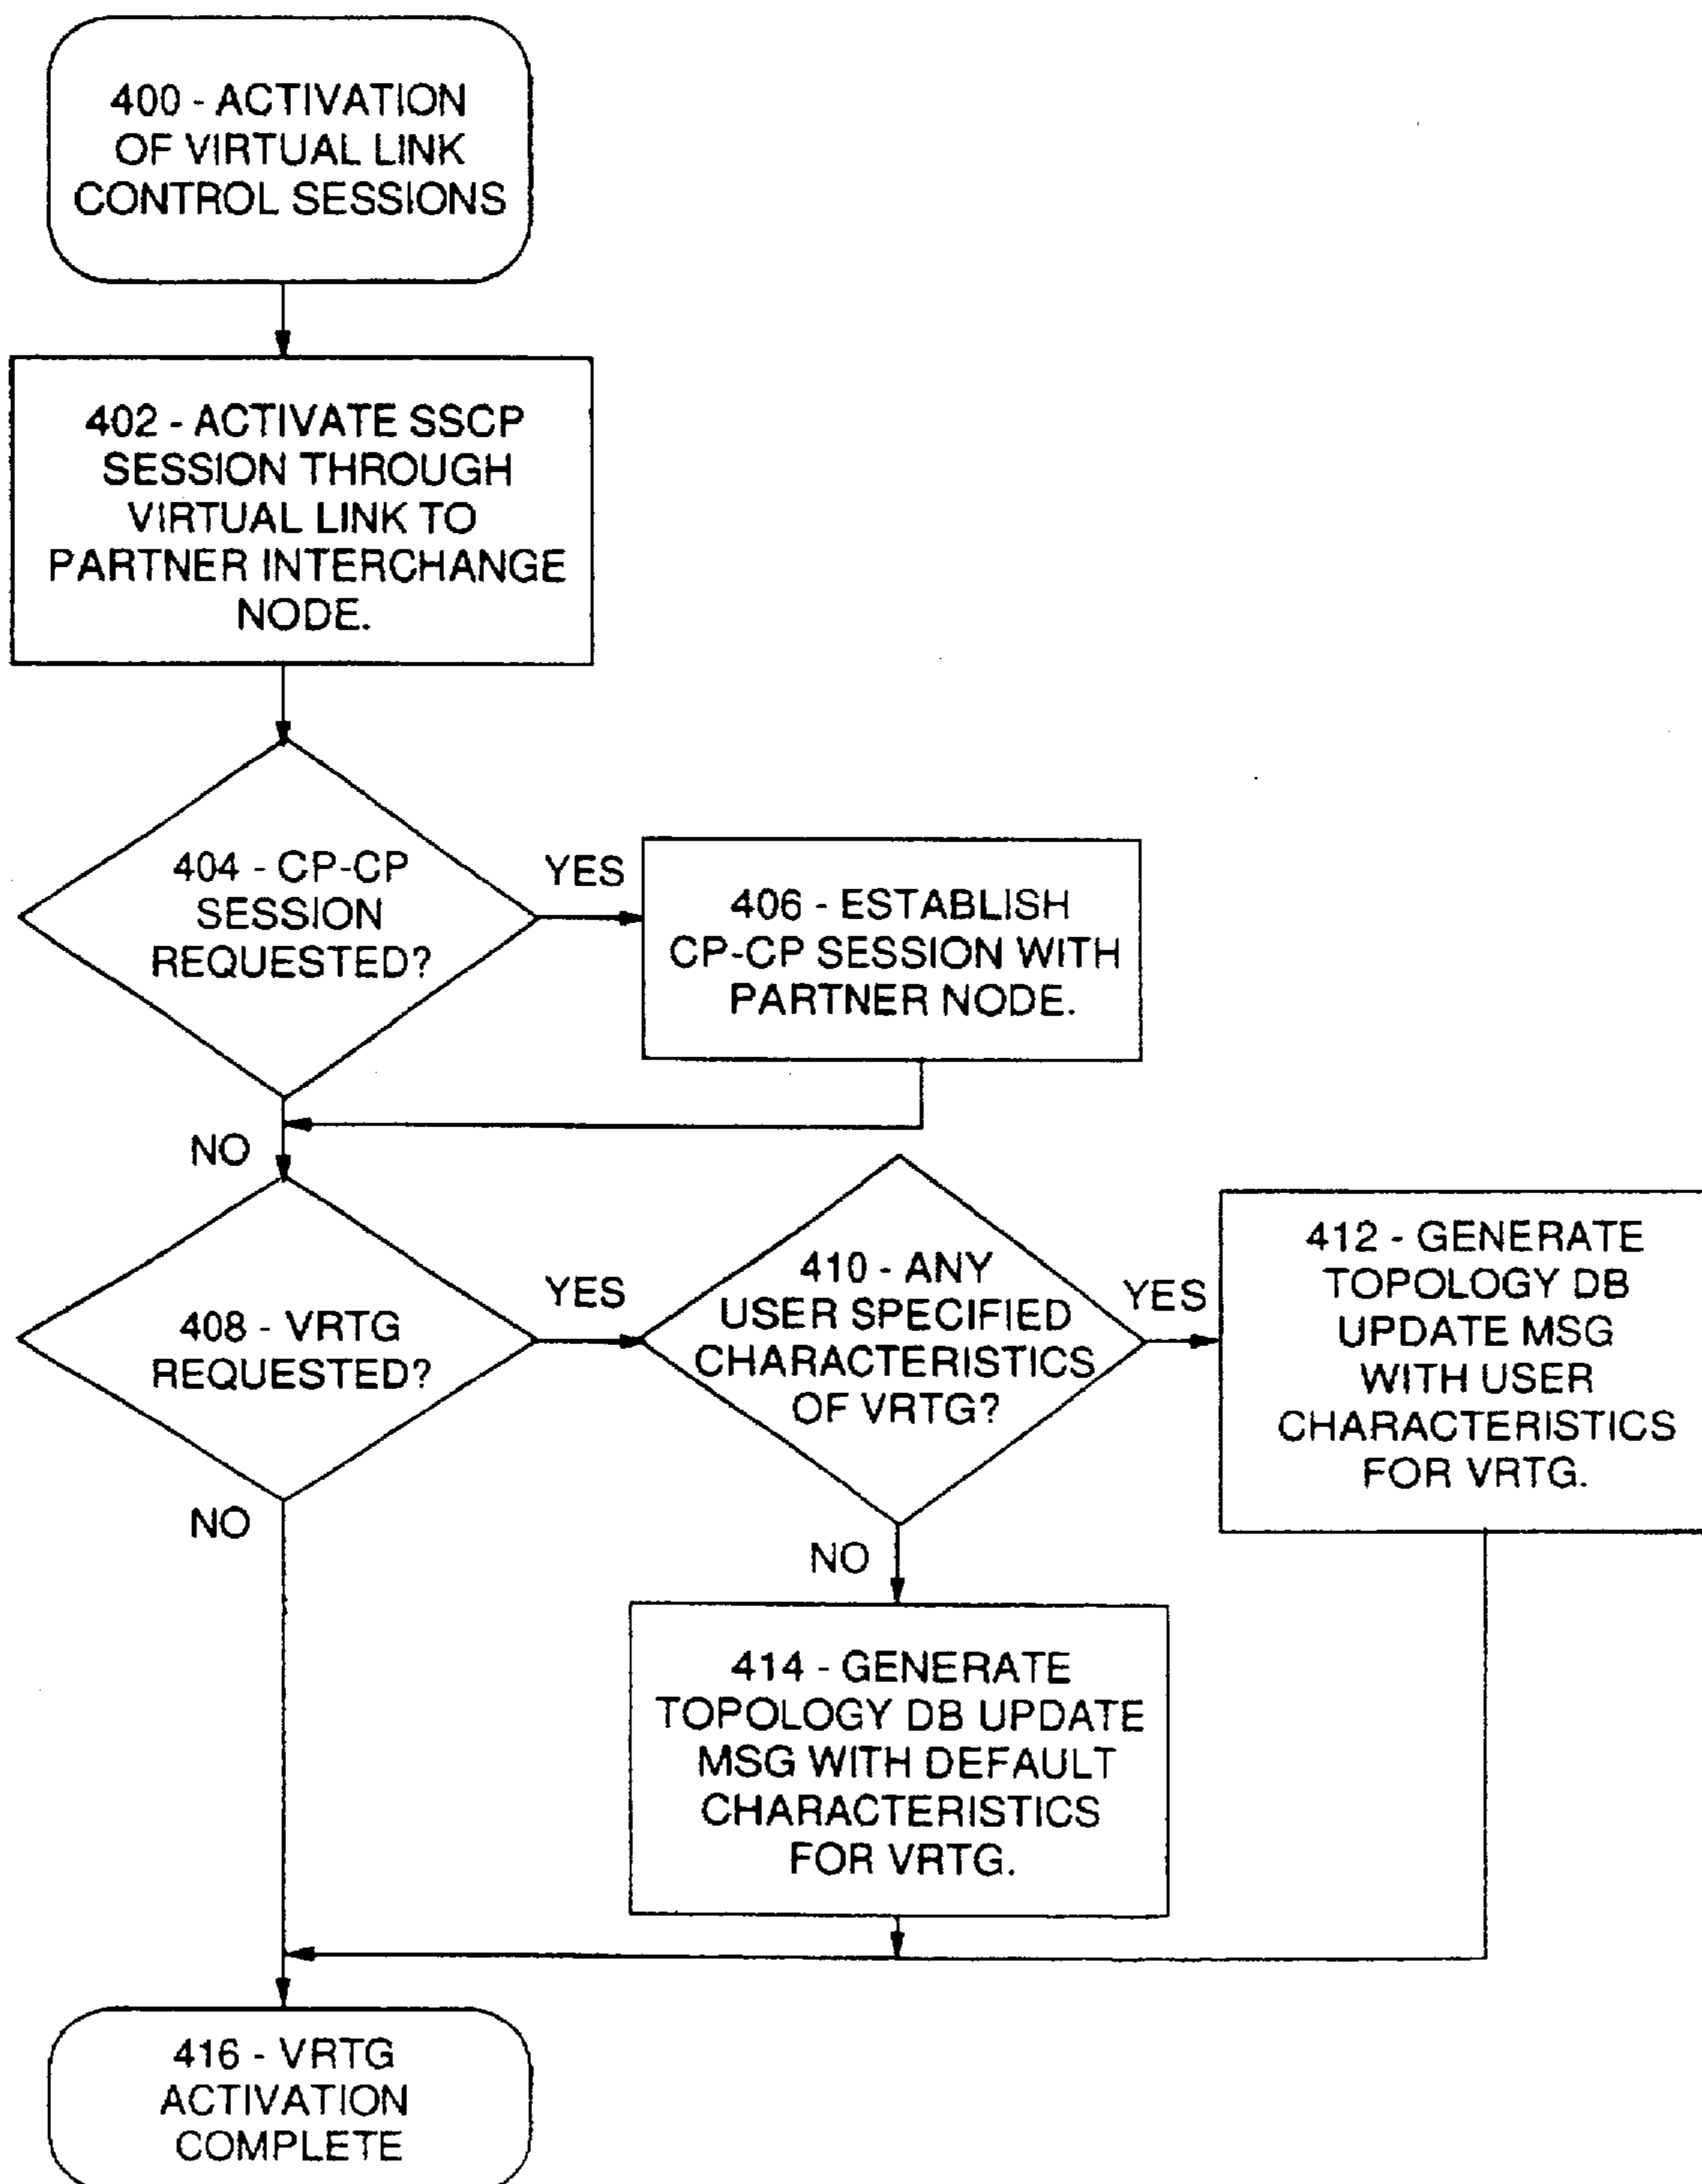 400 - ACTIVATION
OF VIRTUAL LINK
CONTROL SESSIONS
402 - ACTIVATE SSCP
SESSION THROUGH
VIRTUAL LINK TO
PARTNER INTERCHANGE
NODE.
404 - CP-CP
SESSION
REQUESTED?
YES
406 - ESTABLISH
CP-CP SESSION WITH
PARTNER NODE.
NO
408 - VRTG
REQUESTED?
YES
410 - ANY
USER SPECIFIED
CHARACTERISTICS
OF VRTG?
YES
412 - GENERATE
TOPOLOGY DB
UPDATE MSG
WITH USER
CHARACTERISTICS
FOR VRTG.
NO
NO
414 - GENERATE
TOPOLOGY DB UPDATE
MSG WITH DEFAULT
CHARACTERISTICS
FOR VRTG.
416 - VRTG
ACTIVATION
COMPLETE